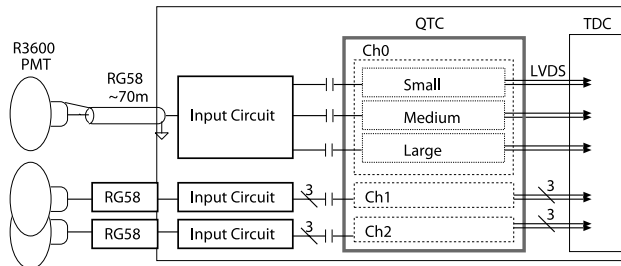 QTC
TDC
R3600
PMT
RG58
~70m
Input Circuit
Ch0
Small
Medium
Large
LVDS
RG58
Input Circuit
3
Ch1
3
RG58
Input Circuit
3
Ch2
3